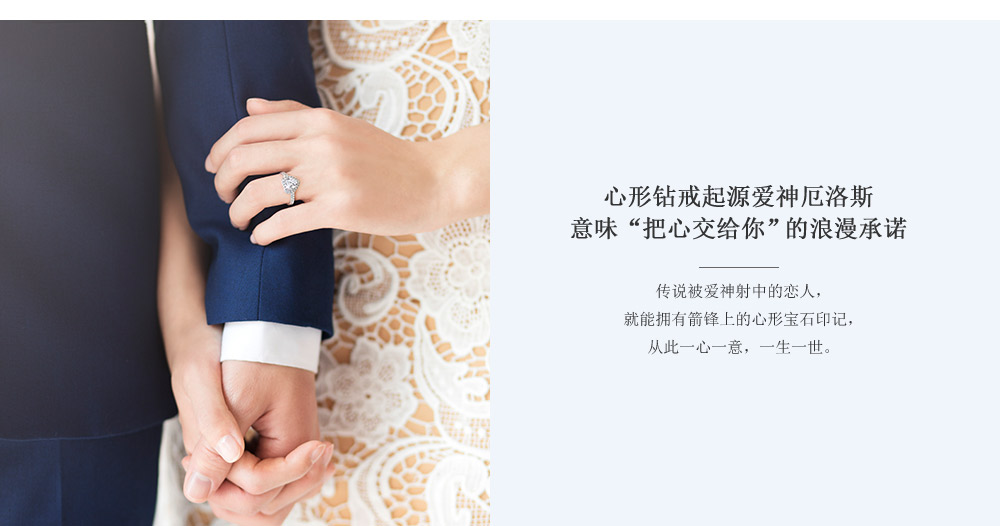 心形钻戒起源爱神厄洛斯
意味“把心交给你”的浪漫承诺
传说被爱神射中的恋人，
就能拥有箭锋上的心形宝石印记，
从此一心一意，一生一世。